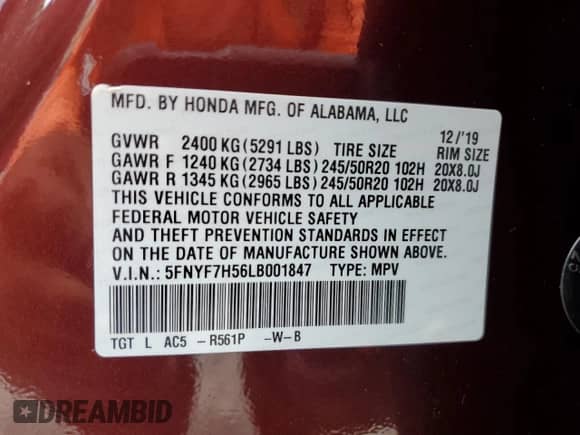 MFD. BY HONDA MFG. OF ALABAMA, LLC
12/'19
GVWR 2400 KG(5291 LBS) TIRE SIZE RIM SIZE
GAWR F 1240 KG(2734 LBS)245/50R20 102H 20X8.0J
GAWR R 1345 KG(2965 LBS)245/50R20 102H 20X8.0J
THIS VEHICLE CONFORMS TO ALL APPLICABLE
FEDERAL MOTOR VEHICLE SAFETY
AND THEFT PREVENTION STANDARDS IN EFFECT
ON THE DATE OF MANUFACTURE SHOWN ABOVE.
V.I.N.: 5FNYF7H56LB001847 TYPE: MPV
TGT L AC5 -R561P -W-B
DREAMBID